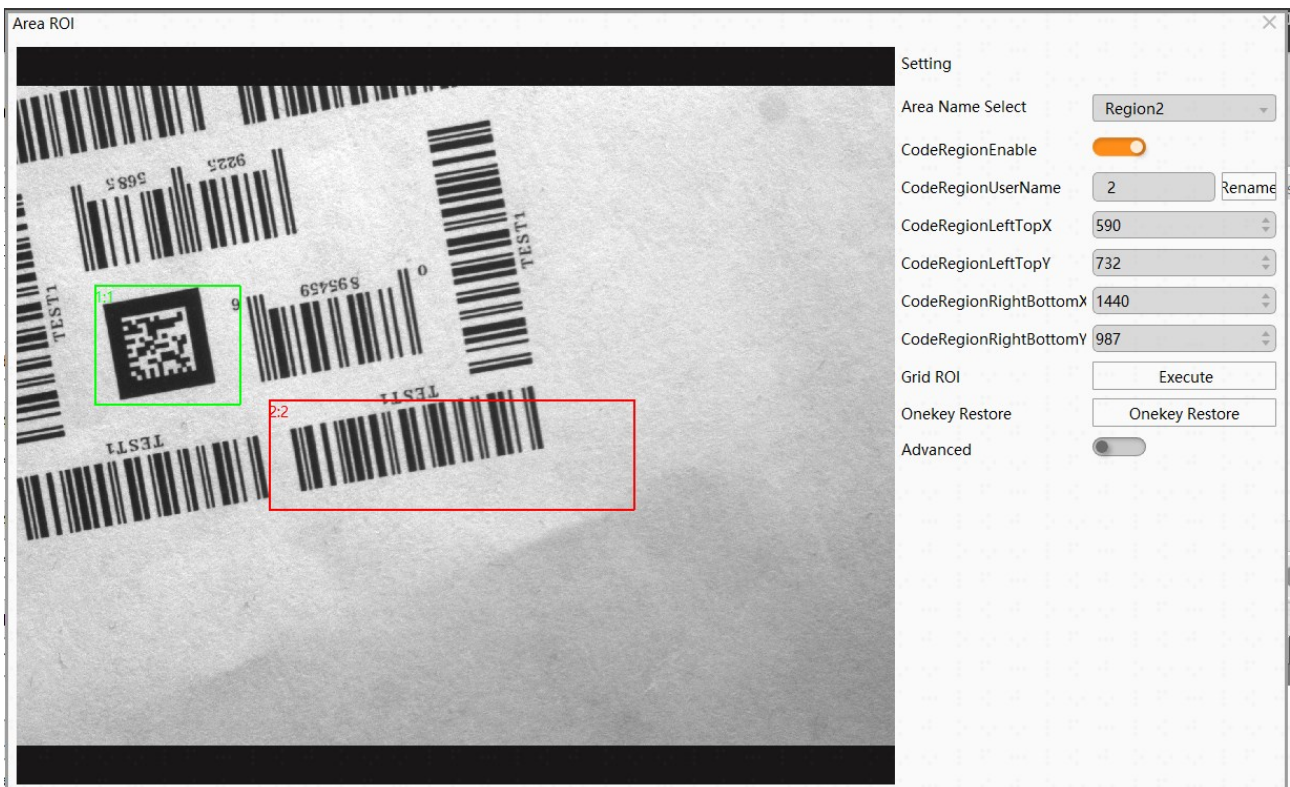 Area ROI
Setting
Area Name Select
Region2
CodeRegionEnable
CodeRegionUserName
2
Rename
CodeRegionLeftTopX
590
CodeRegionLeftTopY
732
CodeRegionRightBottomX
1440
CodeRegionRightBottomY
987
Grid ROI
Execute
Onekey Restore
Onekey Restore
Advanced
5685
9225
TEST1
TEST1
1:1
9
895459
0
2:2
TEST1
TEST1